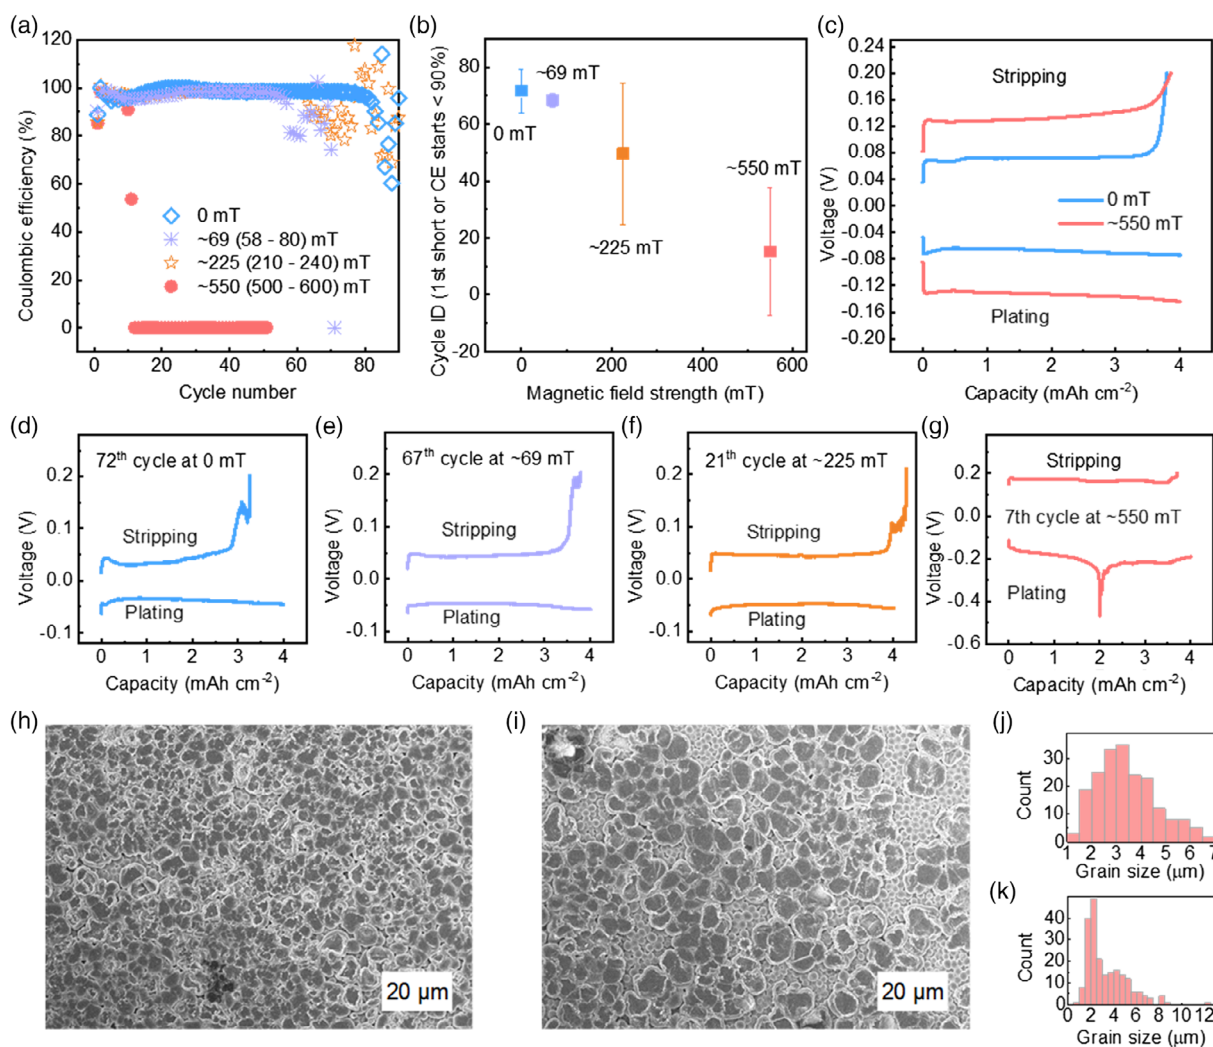 (a)
120
100
80
60
40
20
0
Coulombic efficiency (%)
0 mT
~69 (58 - 80) mT
~225 (210 - 240) mT
~550 (500 - 600) mT
0 20 40 60 80
Cycle number
(b)
80
60
40
20
0
-20
Cycle ID (1st short or CE starts < 90%)
~69 mT
0 mT
~550 mT
~225 mT
0 200 400 600
Magnetic field strength (mT)
(c)
0.24
0.20
0.16
0.12
0.08
0.04
0.00
-0.04
-0.08
-0.12
-0.16
-0.20
Voltage (V)
Stripping
0 mT
~550 mT
Plating
0 1 2 3 4
Capacity (mAh cm-2)
(d)
72th cycle at 0 mT
0.2
0.1
0.0
-0.1
Voltage (V)
Stripping
Plating
0 1 2 3 4
Capacity (mAh cm-2)
(e)
67th cycle at ~69 mT
0.2
0.1
0.0
-0.1
Voltage (V)
Stripping
Plating
0 1 2 3 4
Capacity (mAh cm-2)
(f)
21th cycle at ~225 mT
0.2
0.1
0.0
-0.1
Voltage (V)
Stripping
Plating
0 1 2 3 4
Capacity (mAh cm-2)
(g)
Stripping
0.2
0.0
-0.2
-0.4
-0.6
Voltage (V)
7th cycle at ~550 mT
Plating
0 1 2 3 4
Capacity (mAh cm-2)
(h)
20 µm
(i)
20 µm
(j)
30
20
10
0
Count
1 2 3 4 5 6 7
Grain size (µm)
(k)
40
30
20
10
0
Count
0 2 4 6 8 10 12
Grain size (µm)